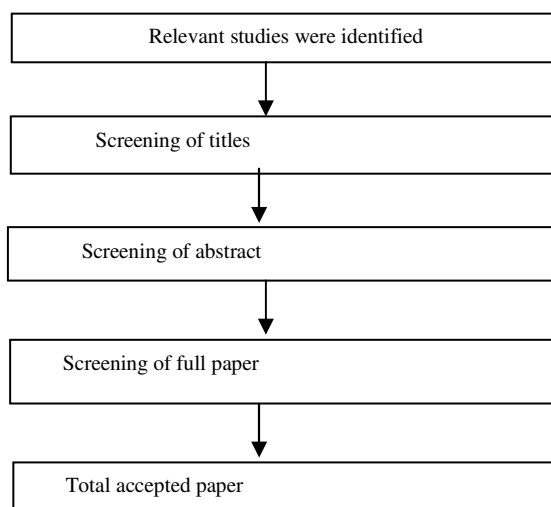 Relevant studies were identified
Screening of titles
Screening of abstract
Screening of full paper
Total accepted paper